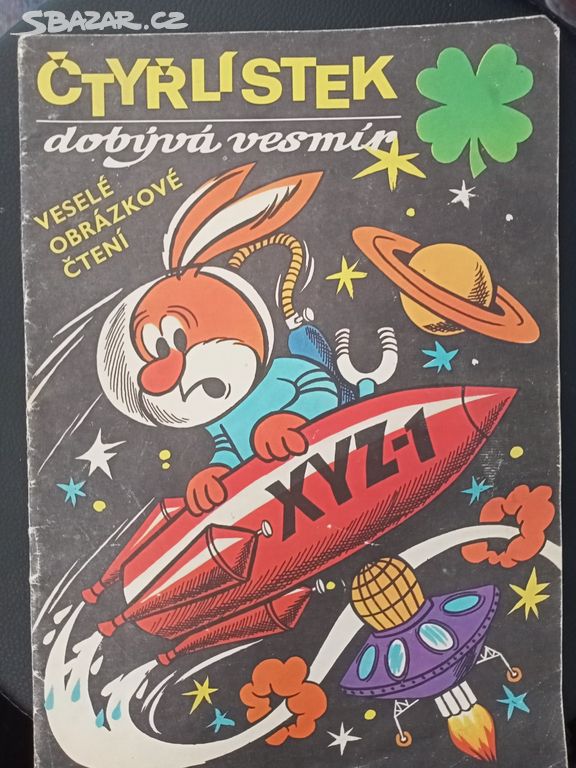 SBAZAR.CZ
ČTYŘLÍSTEK
dobývá vesmír
VESELÉ
OBRÁZKOVÉ
ČTENÍ
XYZ-1